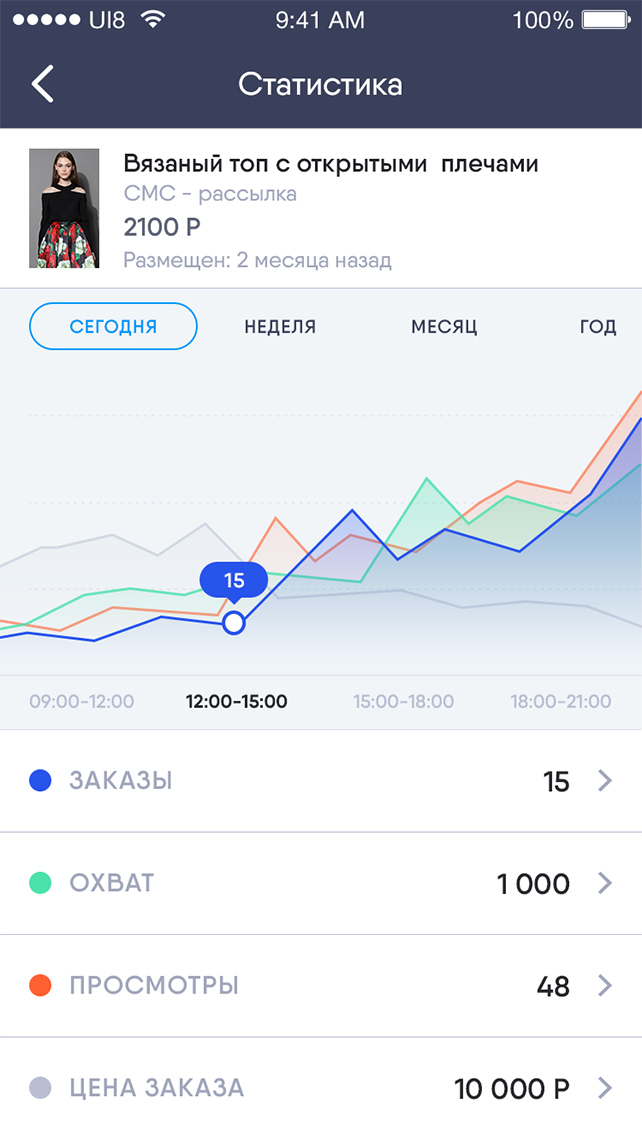 UI8 9:41 AM 100%
Статистика
Вязаный топ с открытыми плечами
СМС - рассылка
2100 Р
Размещен: 2 месяца назад
СЕГОДНЯ НЕДЕЛЯ МЕСЯЦ ГОД
15
09:00-12:00 12:00-15:00 15:00-18:00 18:00-21:00
ЗАКАЗЫ 15
ОХВАТ 1 000
ПРОСМОТРЫ 48
ЦЕНА ЗАКАЗА 10 000 Р